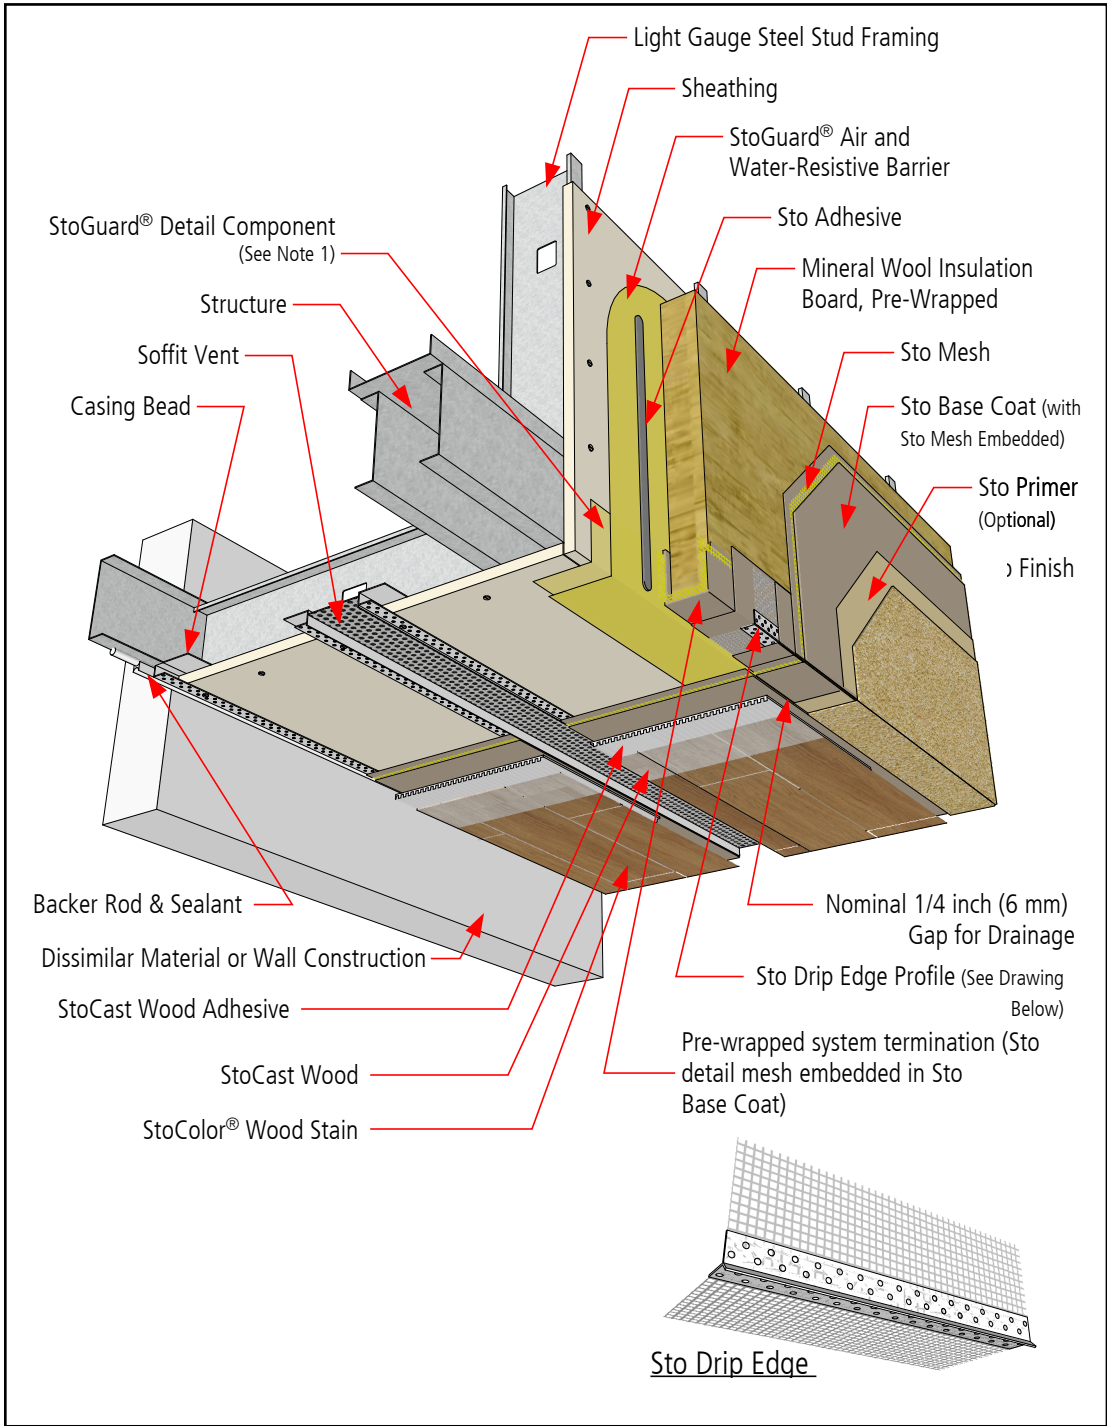 Light Gauge Steel Stud Framing
Sheathing
StoGuard® Air and
Water-Resistive Barrier
Sto Adhesive
Mineral Wool Insulation
Board, Pre-Wrapped
Sto Mesh
Sto Base Coat (with
Sto Mesh Embedded)
Sto Primer
(Optional)
Finish
StoGuard® Detail Component
(See Note 1)
Structure
Soffit Vent
Casing Bead
Backer Rod & Sealant
Dissimilar Material or Wall Construction
StoCast Wood Adhesive
StoCast Wood
StoColor® Wood Stain
Nominal 1/4 inch (6 mm)
Gap for Drainage
Sto Drip Edge Profile (See Drawing
Below)
Pre-wrapped system termination (Sto
detail mesh embedded in Sto
Base Coat)
Sto Drip Edge